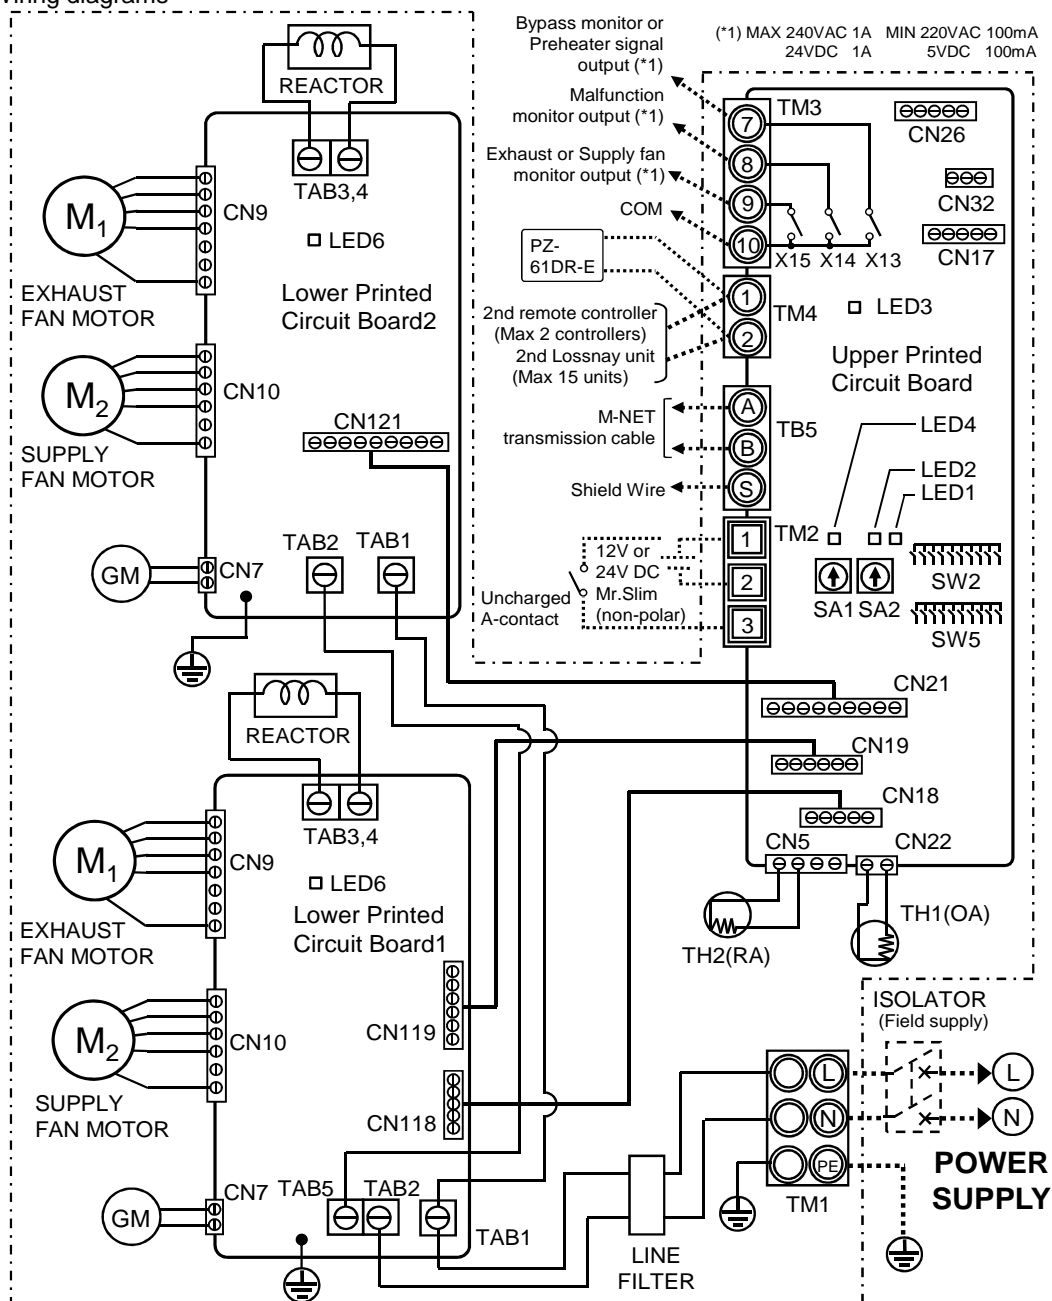 Wiring diagrams
Bypass monitor or
Preheater signal
output (*1)
(*1) MAX 240VAC 1A MIN 220VAC 100mA
24VDC 1A 5VDC 100mA
REACTOR
Malfunction
monitor output (*1)
TM3
7
CN26
TAB3,4
Exhaust or Supply fan
monitor output (*1)
8
CN32
M1
CN9
COM
9
LED6
10
X15 X14 X13
CN17
PZ-
61DR-E
EXHAUST
FAN MOTOR
Lower Printed
Circuit Board2
1
TM4
LED3
2nd remote controller
(Max 2 controllers)
2nd Lossnay unit
(Max 15 units)
2
Upper Printed
Circuit Board
M2
CN10
CN121
M-NET
transmission cable
A
TB5
B
LED4
SUPPLY
FAN MOTOR
LED2
LED1
Shield Wire
S
TAB2
TAB1
TM2
1
12V or
24V DC
Mr.Slim
(non-polar)
2
GM
CN7
SW2
Uncharged
A-contact
3
SA1 SA2
SW5
CN21
REACTOR
CN19
CN18
TAB3,4
CN5
CN22
M1
CN9
LED6
TH1(OA)
EXHAUST
FAN MOTOR
Lower Printed
Circuit Board1
TH2(RA)
ISOLATOR
(Field supply)
M2
CN10
CN119
L
L
SUPPLY
FAN MOTOR
CN118
N
N
PE
POWER
SUPPLY
CN7
TAB5
TAB2
TM1
GM
TAB1
LINE
FILTER